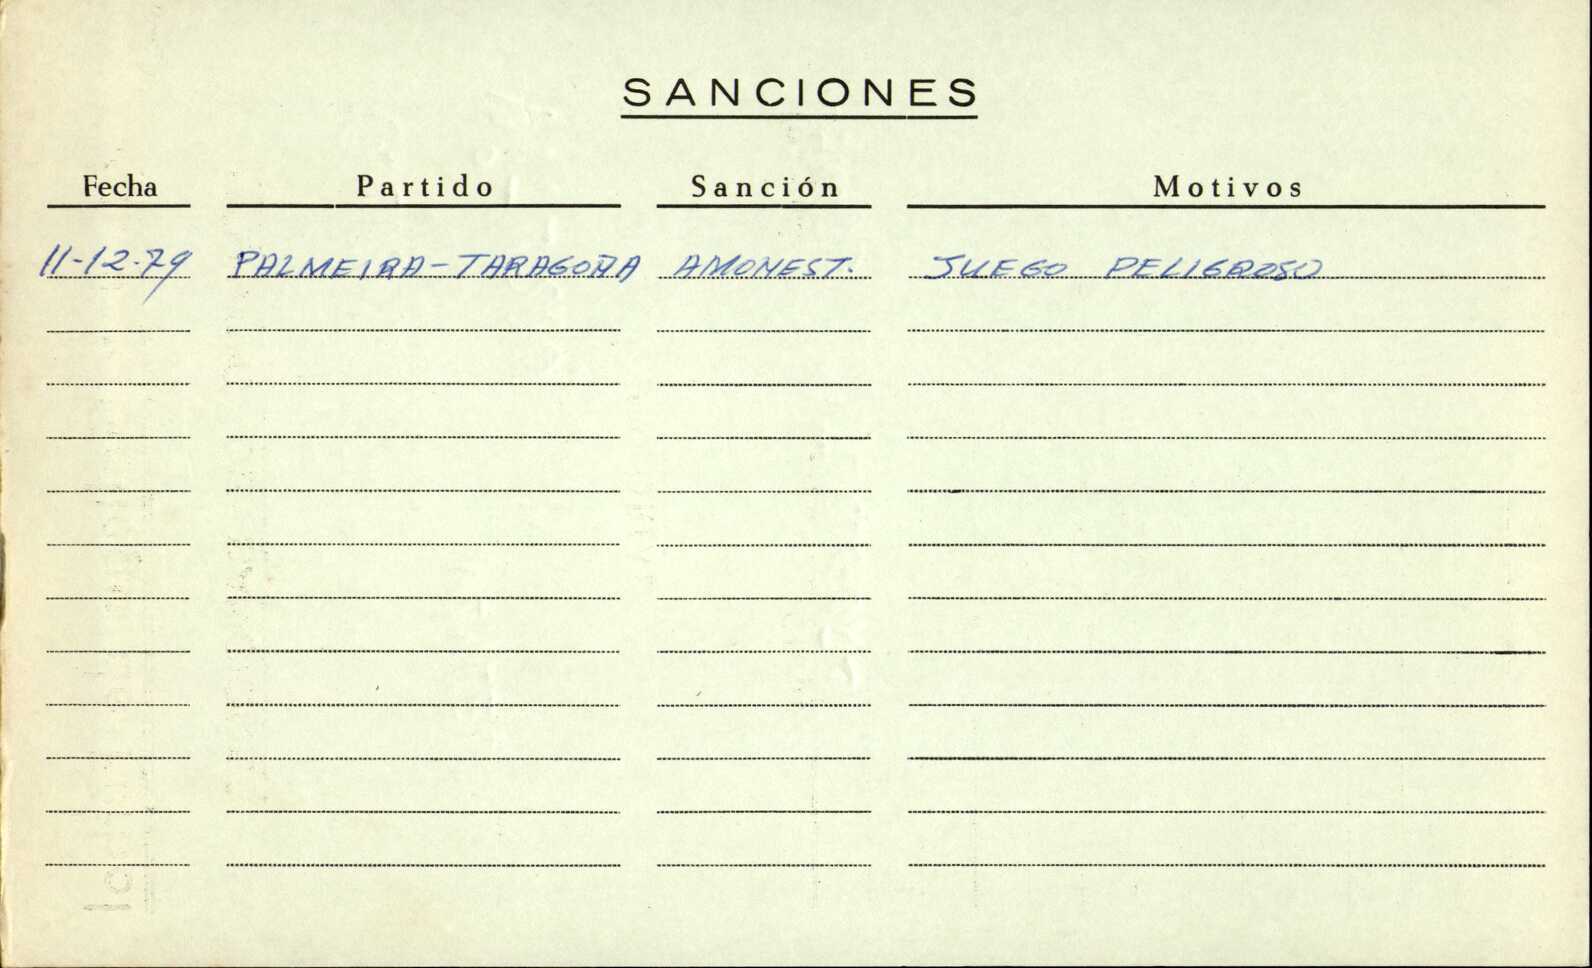 SANCIONES
Fecha Partido Sanción Motivos
11-12-79 PALMEIRA-TARAGOÑA AMONEST. JUEGO PELIGROSO